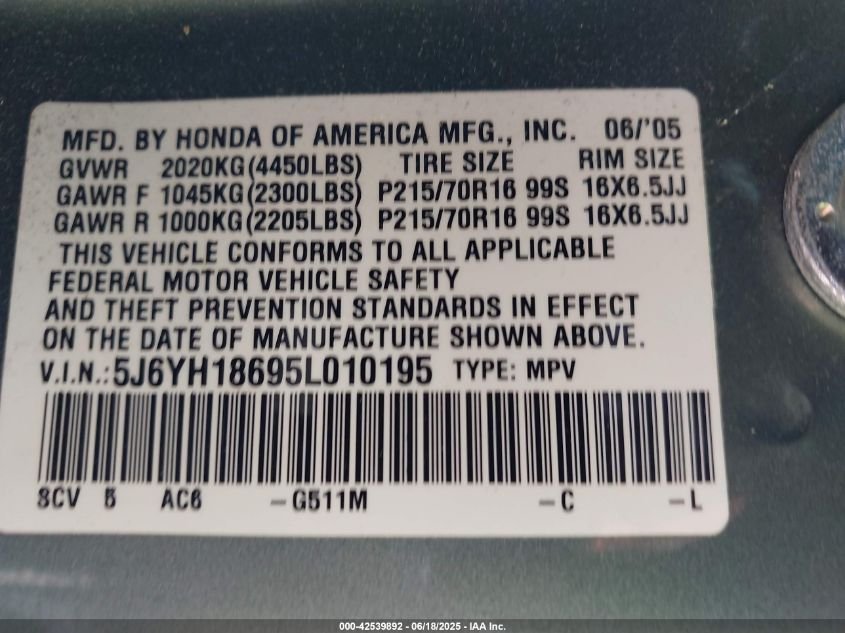 MFD. BY HONDA OF AMERICA MFG., INC. 06/'05
GVWR 2020KG(4450LBS) TIRE SIZE RIM SIZE
GAWR F 1045KG(2300LBS) P215/70R16 99S 16X6.5JJ
GAWR R 1000KG(2205LBS) P215/70R16 99S 16X6.5JJ
THIS VEHICLE CONFORMS TO ALL APPLICABLE
FEDERAL MOTOR VEHICLE SAFETY
AND THEFT PREVENTION STANDARDS IN EFFECT
ON THE DATE OF MANUFACTURE SHOWN ABOVE.
V.I.N.:5J6YH18695L010195 TYPE: MPV
SCV 5 AC6 -G511M -C -L
000-42539892 - 06/18/2025 - IAA Inc.